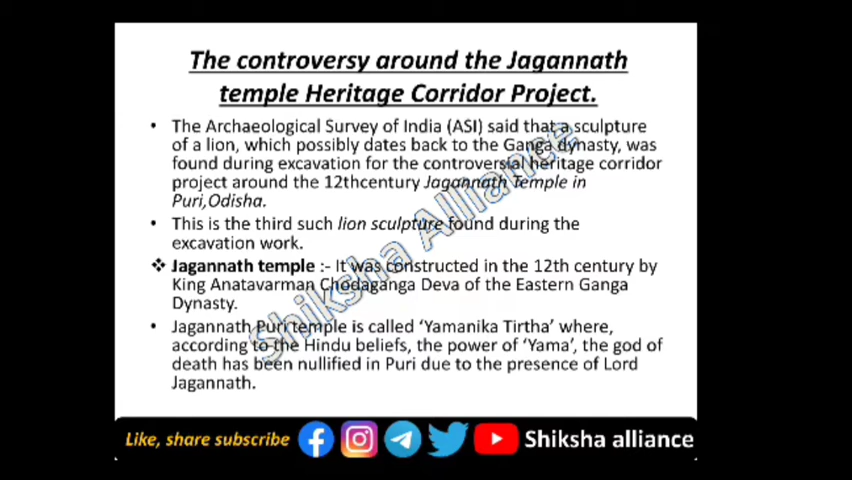 The controversy around the Jagannath
temple Heritage Corridor Project.
• The Archaeological Survey of India (ASI) said that a sculpture
of a lion, which possibly dates back to the Ganga dynasty, was
found during excavation for the controversial heritage corridor
project around the 12thcentury Jagannath Temple in
Puri,Odisha.
• This is the third such lion sculpture found during the
excavation work.
❖ Jagannath temple :- It was constructed in the 12th century by
King Anatavarman Chodaganga Deva of the Eastern Ganga
Dynasty.
• Jagannath Puri temple is called ‘Yamanika Tirtha’ where,
according to the Hindu beliefs, the power of ‘Yama’, the god of
death has been nullified in Puri due to the presence of Lord
Jagannath.
Shiksha Alliance
Like, share subscribe Shiksha alliance